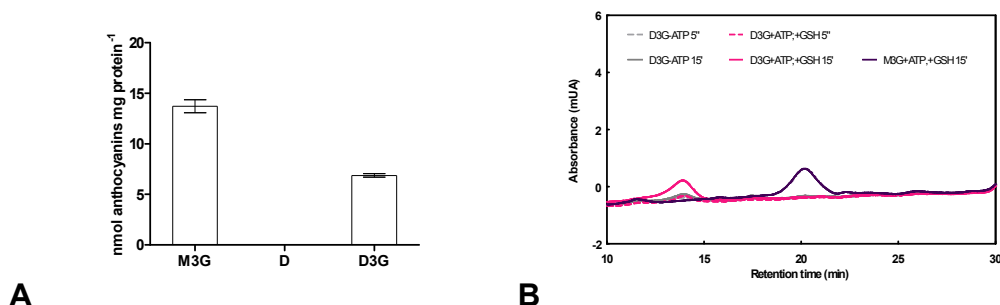 nmol anthocyanins mg protein⁻¹
20
15
10
5
0
M3G D D3G
A
Absorbance (mUA)
6
4
2
0
-2
D3G-ATP 5" D3G+ATP;+GSH 5"
D3G-ATP 15' D3G+ATP;+GSH 15' M3G+ATP,+GSH 15'
10 15 20 25 30
Retention time (min)
B